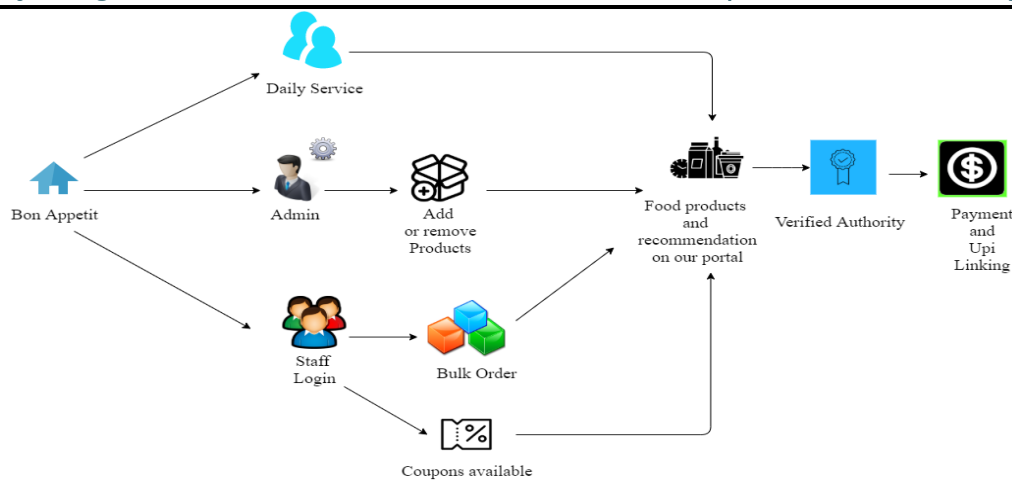 Daily Service
Bon Appetit
Admin
Add
or remove
Products
Food products
and
recommendation
on our portal
Verified Authority
Payment
and
Upi
Linking
Staff
Login
Bulk Order
Coupons available